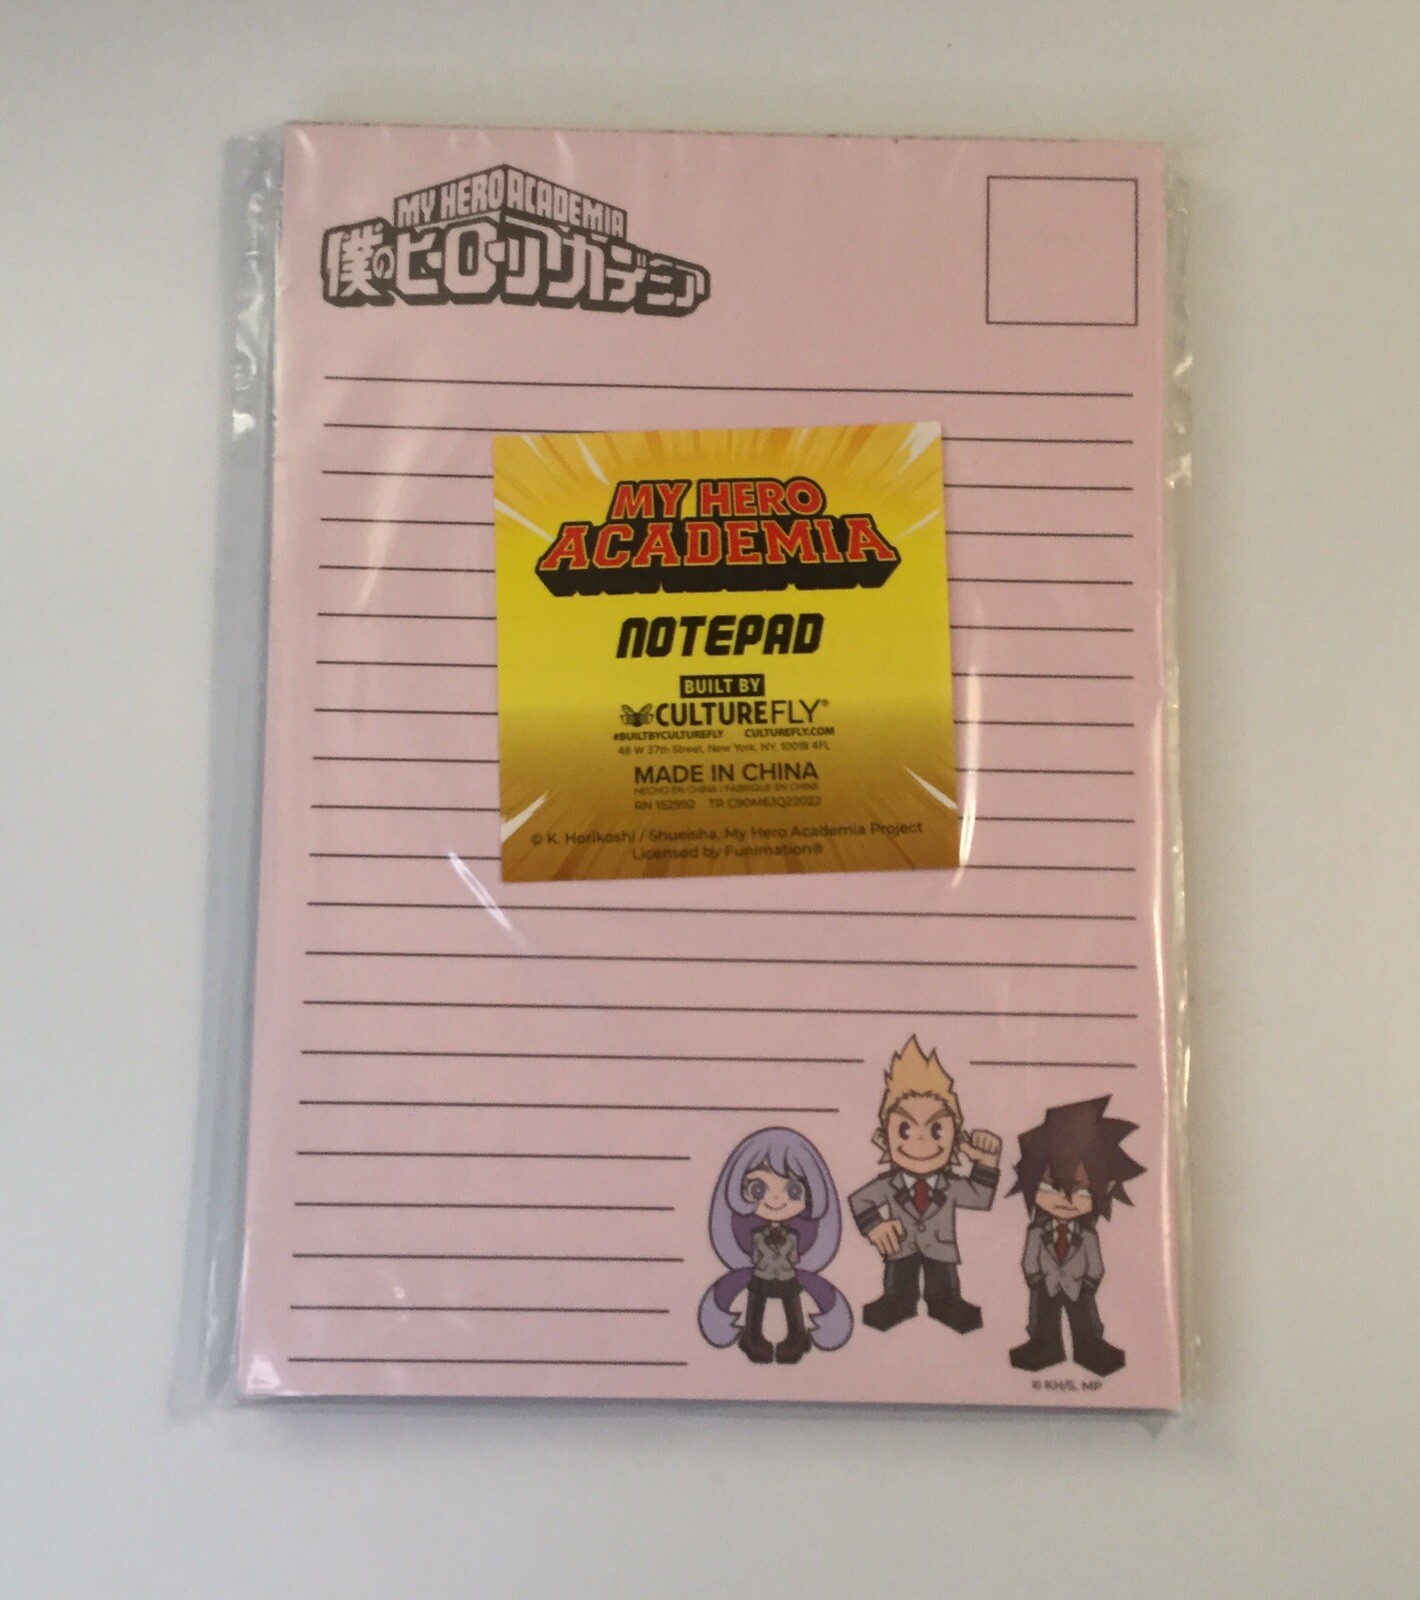 MY HERO ACADEMIA
僕のヒーローアカデミア
MY HERO
ACADEMIA
NOTEPAD
BUILT BY
CULTUREFLY®
#BUILTBYCULTUREFLY CULTUREFLY.COM
48 W 37th Street, New York, NY, 10018 4FL
MADE IN CHINA
HECHO EN CHINA / FABRIQUÉ EN CHINE
RN 152992 TR C90M6JQ22022
© K. Horikoshi / Shueisha, My Hero Academia Project
Licensed by Funimation®
© KH/S, MP